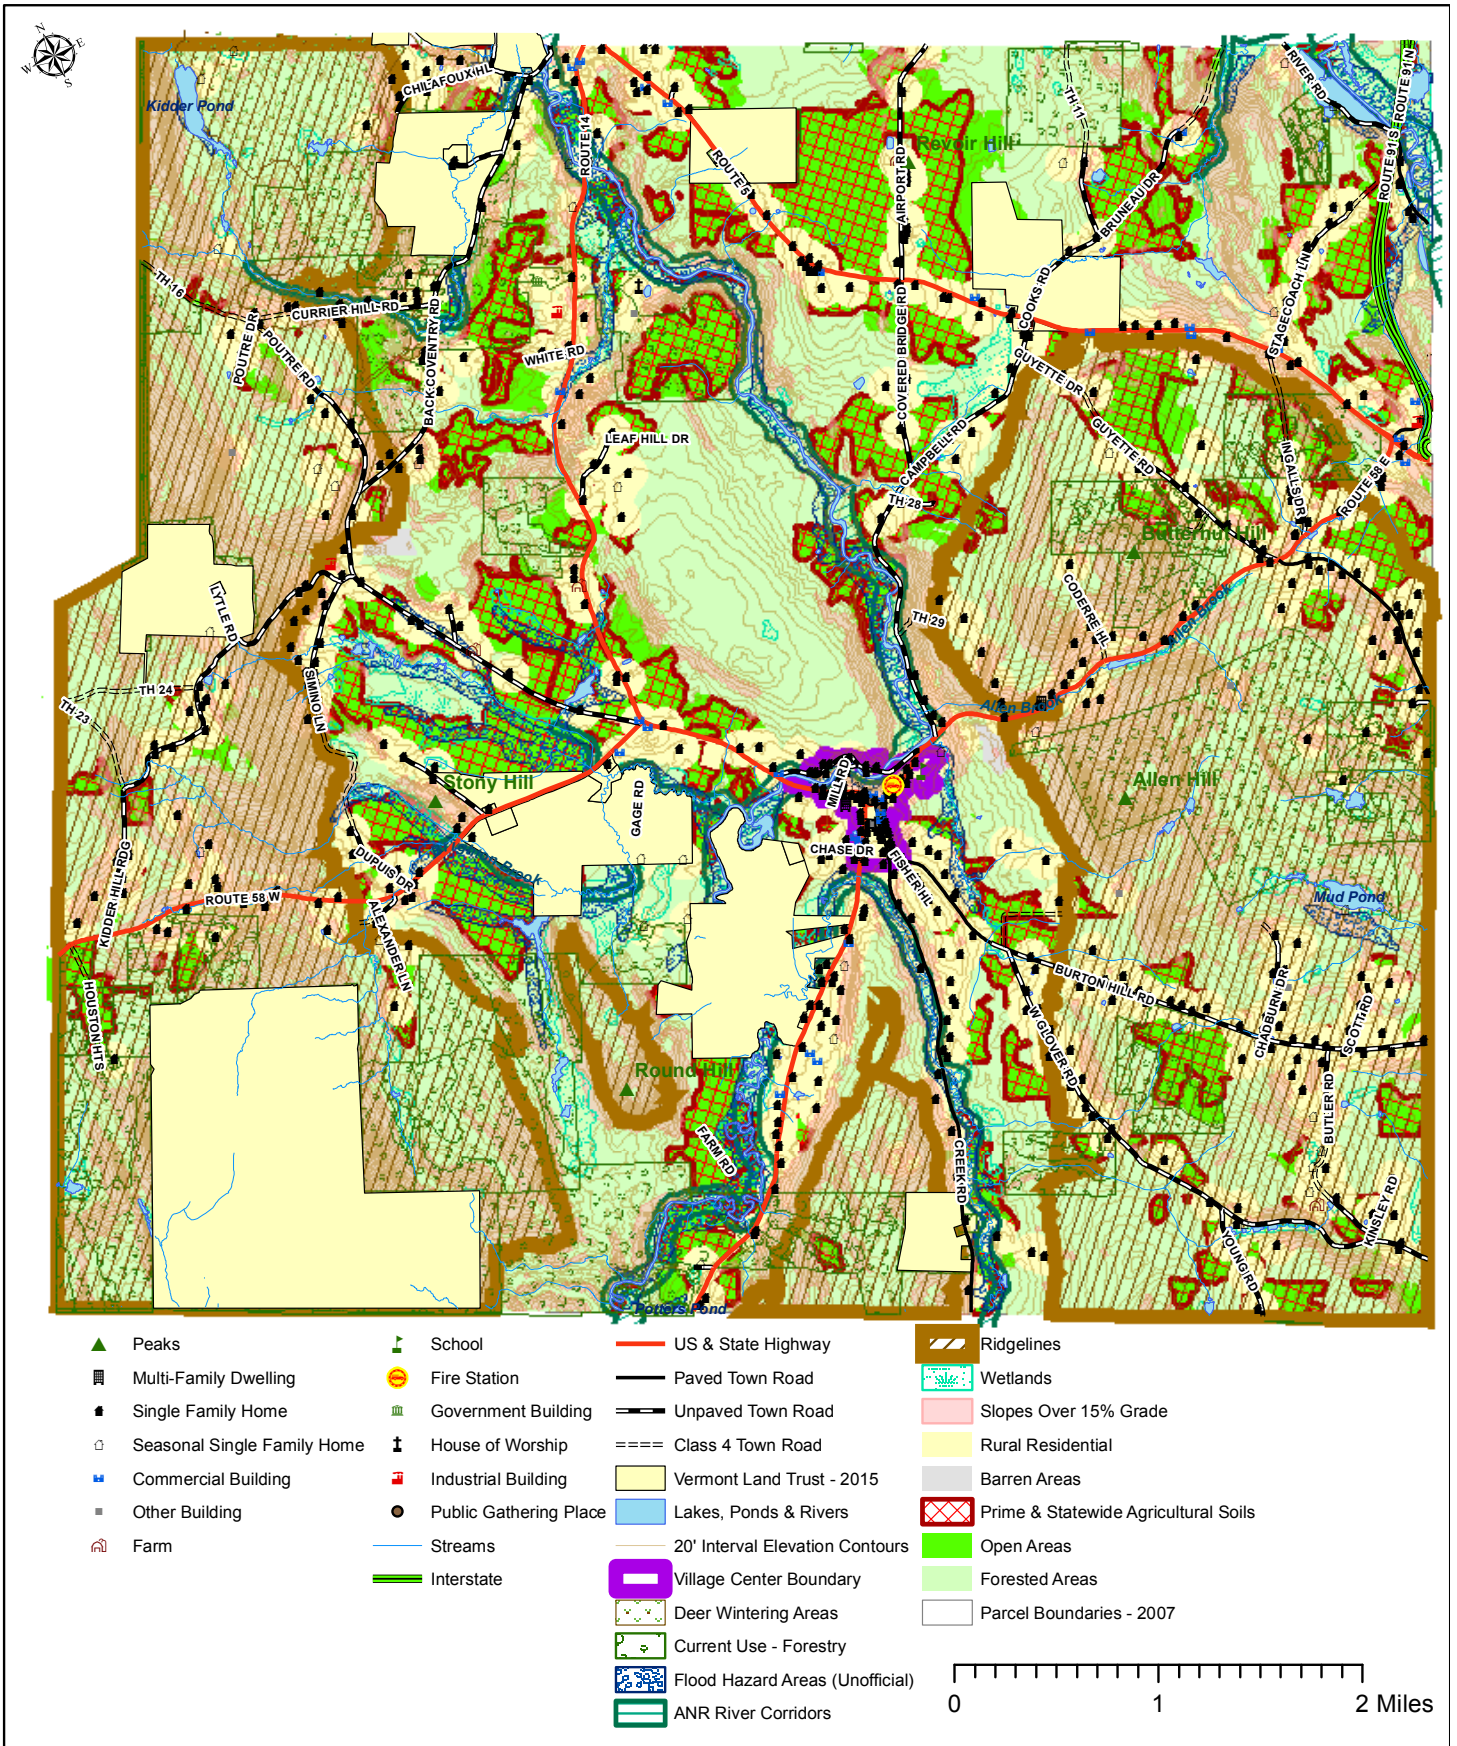 N
E
W
S
CHILAFOUX HL
Kidder Pond
ROUTE 14
ROUTE 5
AIRPORT RD
Revoir Hill
TH 11
BRUNEAU DR
RIVER RD
ROUTE 91 N
ROUTE 91 S
TH 16
CURRIER HILL RD
POUTRE DR
POUTRE RD
BACK COVENTRY RD
WHITE RD
COVERED BRIDGE RD
COOKS RD
GUYETTE DR
STAGECOACH LN
LEAF HILL DR
CAMPBELL RD
GUYETTE RD
INGALLS DR
ROUTE 58 E
TH 28
Butternut Hill
LYTLE RD
CODERRE HL
Allen Brook
TH 29
TH 24
TH 23
SIMINO LN
Allen Brook
Stony Hill
GAGE RD
MILL RD
Allen Hill
CHASE DR
DUPUIS DR
Brook
FISHER HL
KIDDER HILL RDG
ROUTE 58 W
ALEXANDER LN
Mud Pond
HOUSTON HTS
BURTON HILL RD
W GLOVER RD
CHADBURN DR
SCOTT RD
Round Hill
BUTLER RD
FARM RD
CREEK RD
KINSLEY RD
YOUNG RD
Potters Pond
Peaks
Multi-Family Dwelling
Single Family Home
Seasonal Single Family Home
Commercial Building
Other Building
Farm
School
Fire Station
Government Building
House of Worship
Industrial Building
Public Gathering Place
Streams
Interstate
US & State Highway
Paved Town Road
Unpaved Town Road
Class 4 Town Road
Vermont Land Trust - 2015
Lakes, Ponds & Rivers
20' Interval Elevation Contours
Village Center Boundary
Deer Wintering Areas
Current Use - Forestry
Flood Hazard Areas (Unofficial)
ANR River Corridors
Ridgelines
Wetlands
Slopes Over 15% Grade
Rural Residential
Barren Areas
Prime & Statewide Agricultural Soils
Open Areas
Forested Areas
Parcel Boundaries - 2007
0 1 2 Miles